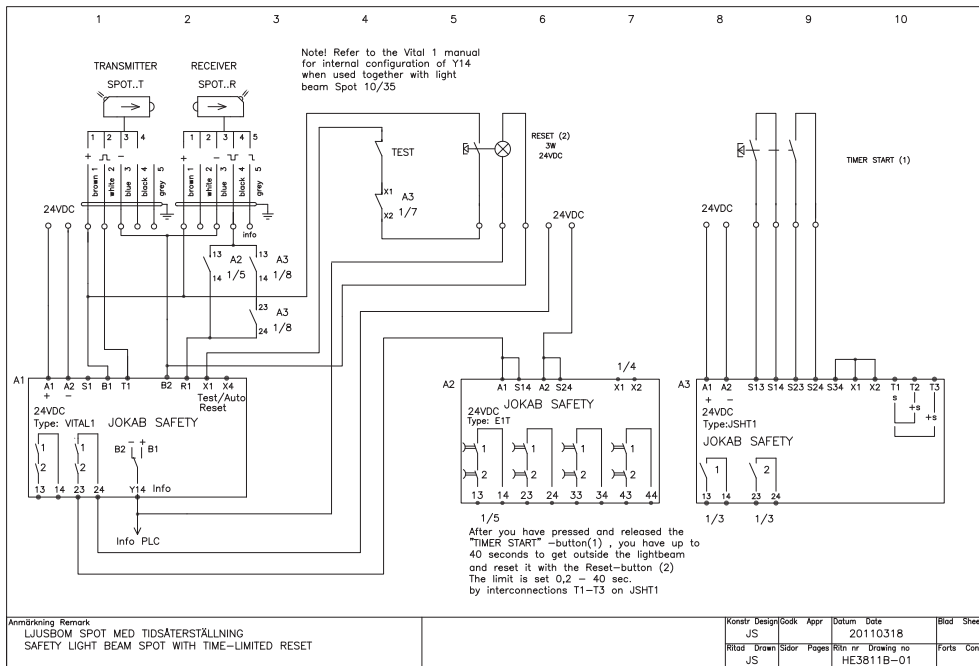 1 2 3 4 5 6 7 8 9 10
Note! Refer to the Vital 1 manual
for internal configuration of Y14
when used together with light
beam Spot 10/35
TRANSMITTER
SPOT..T
RECEIVER
SPOT..R
1 2 3 4
1 2 3 4 5
+ −
+ −
brown 1
white 2
blue 3
black 4
grey 5
brown 1
white 2
blue 3
black 4
grey 5
24VDC
info
13 14
A2
1/5
13 14
A3
1/8
23 24
A3
1/8
TEST
X1
X2
A3
1/7
RESET (2)
3W
24VDC
24VDC
TIMER START (1)
24VDC
A1
A1 A2 S1 B1 T1 B2 R1 X1 X4
+ −
Test/Auto
Reset
24VDC
Type: VITAL1
JOKAB SAFETY
1 2
1 2
− +
B2 B1
13 14 23 24 Y14 Info
Info PLC
A2
1/4
A1 S14 A2 S24 X1 X2
24VDC
Type: E1T
JOKAB SAFETY
1 1 1 1
2 2 2 2
13 14 23 24 33 34 43 44
1/5
After you have pressed and released the
"TIMER START" −button(1) , you have up to
40 seconds to get outside the lightbeam
and reset it with the Reset−button (2)
The limit is set 0,2 − 40 sec.
by interconnections T1−T3 on JSHT1
A3
A1 A2 S13 S14 S23 S24 S34 X1 X2 T1 T2 T3
+ −
s +s +s
24VDC
Type:JSHT1
JOKAB SAFETY
1 2
13 14 23 24
1/3 1/3
Anmärkning Remark
LJUSBOM SPOT MED TIDSÅTERSTÄLLNING
SAFETY LIGHT BEAM SPOT WITH TIME−LIMITED RESET
Konstr Design Godk Appr Datum Date Blad Shee
JS 20110318
Ritad Drawn Sidor Pages Ritn nr Drawing no Forts Con
JS HE3811B−01